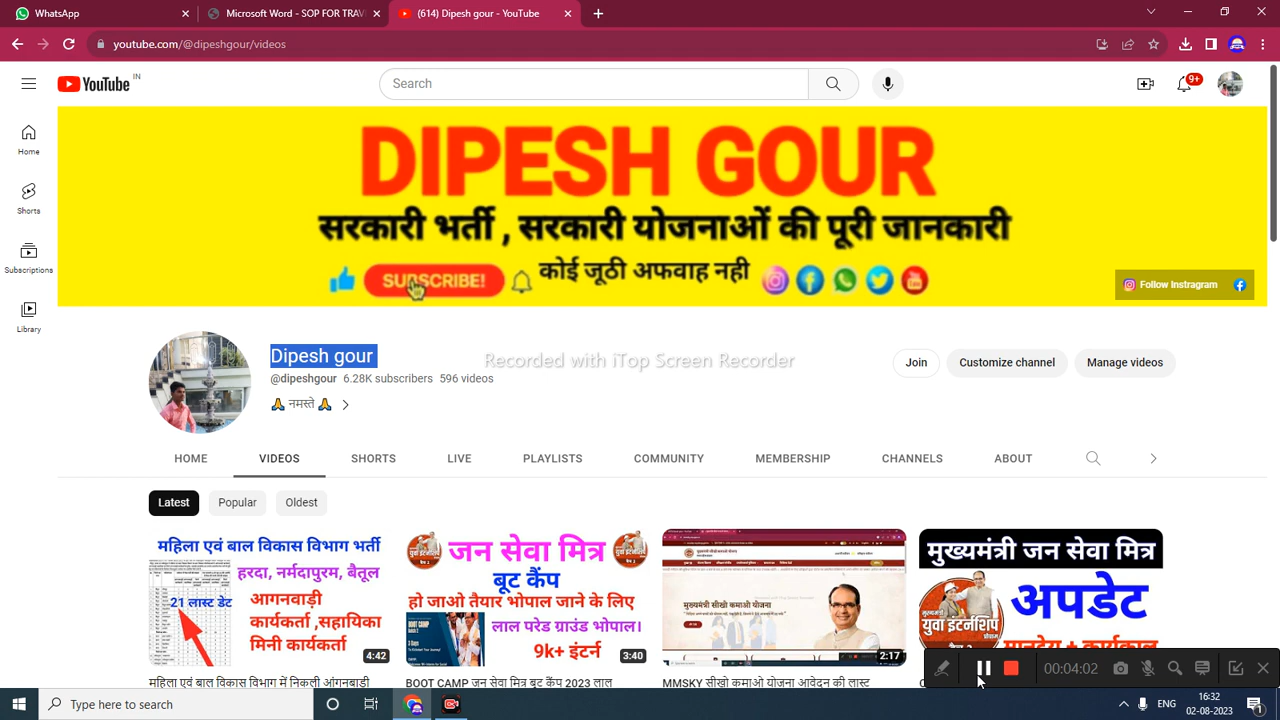 WhatsApp
Microsoft Word - SOP FOR TRAV
(614) Dipesh gour - YouTube
youtube.com/@dipeshgour/videos
YouTube IN
Search
9+
Home
Shorts
Subscriptions
Library
DIPESH GOUR
सरकारी भर्ती , सरकारी योजनाओं की पूरी जानकारी
SUBSCRIBE!
कोई जूठी अफवाह नही
Follow Instragram
Dipesh gour
Recorded with iTop Screen Recorder
@dipeshgour 6.28K subscribers 596 videos
🙏 नमस्ते 🙏
Join
Customize channel
Manage videos
HOME
VIDEOS
SHORTS
LIVE
PLAYLISTS
COMMUNITY
MEMBERSHIP
CHANNELS
ABOUT
Latest
Popular
Oldest
महिला एवं बाल विकास विभाग भर्ती
हरदा, नर्मदापुरम, बैतूल
21 लास्ट डेट
आगनवाड़ी
कार्यकर्ता ,सहायिका
मिनी कार्यकर्ता
4:42
जन सेवा मित्र
बूट कैंप
हो जाओ तैयार भोपाल जाने के लिए
लाल परेड ग्राउंड भोपाल।
9k+ इंटर्न
3:40
मुख्यमंत्री सीखो कमाओ योजना
2:17
मुख्यमंत्री जन सेवा मित्र
अपडेट
युवा इंटर्नशिप
महिला एवं बाल विकास विभाग में निकली आंगनबाड़ी
BOOT CAMP जन सेवा मित्र बूट कैंप 2023 लाल
MMSKY सीखो कमाओ योजना आवेदन की लास्ट
00:04:02
Type here to search
ENG
16:32
02-08-2023